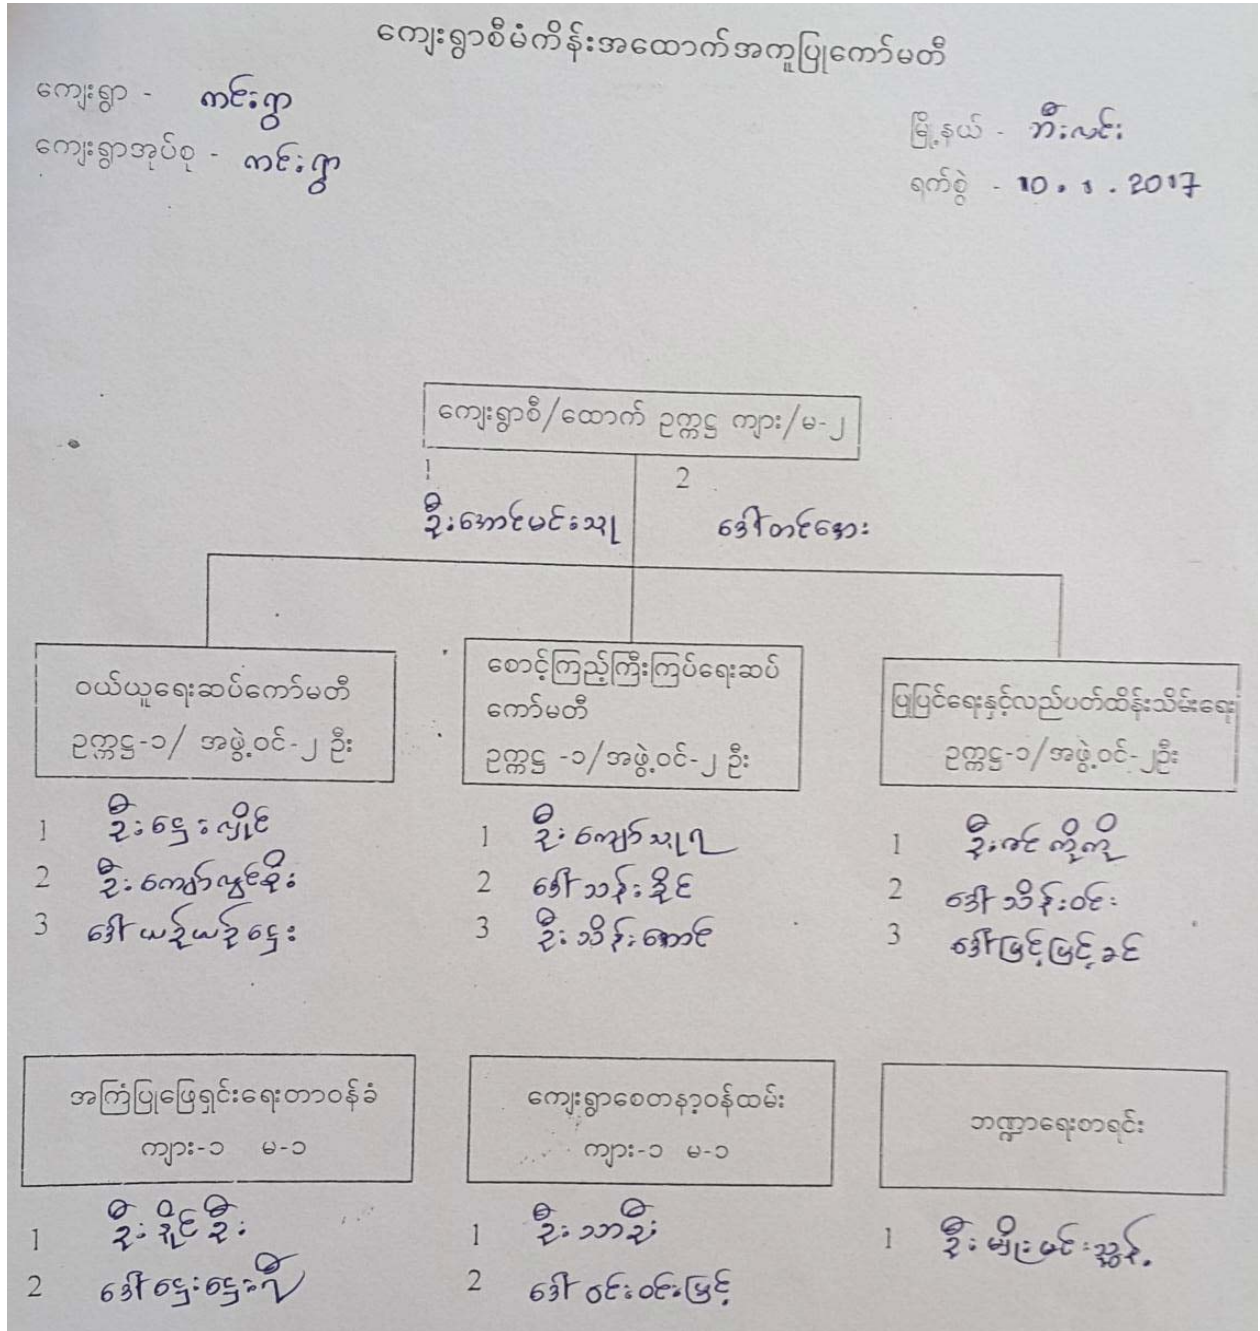 ကျေးရွာစီမံကိန်းအထောက်အကူပြုကော်မတီ
ကျေးရွာ - ကင်းရွာ
မြို့နယ် - ဘီးလင်း
ကျေးရွာအုပ်စု - ကင်းရွာ
ရက်စွဲ - 10.1.2017
ကျေးရွာစီ/ထောက် ဥက္ကဋ္ဌ ကျား/မ-၂
1 2
ဦးအောင်မင်းသူ ဒေါ်တင်အေး
ဝယ်ယူရေးဆပ်ကော်မတီ
ဥက္ကဋ္ဌ-၁/ အဖွဲ့ဝင်-၂ ဦး
1 ဦးဌေးလှိုင်
2 ဦးကျော်လွင်စိုး
3 ဒေါ်ယဉ်ယဉ်ဌေး
စောင့်ကြည့်ကြီးကြပ်ရေးဆပ်
ကော်မတီ
ဥက္ကဋ္ဌ -၁/အဖွဲ့ဝင်-၂ ဦး
1 ဦးကျော်သူရ
2 ဒေါ်သန်းနိုင်
3 ဦးသိန်းအောင်
ပြုပြင်ရေးနှင့်လည်ပတ်ထိန်းသိမ်းရေး
ဥက္ကဋ္ဌ-၁/အဖွဲ့ဝင်-၂ဦး
1 ဦးဇင်ကိုကို
2 ဒေါ်သိန်းဝင်း
3 ဒေါ်မြင့်မြင့်ခင်
အကြံပြုဖြေရှင်းရေးတာဝန်ခံ
ကျား-၁ မ-၁
1 ဦး
2 ဒေါ်ဌေးဌေး
ကျေးရွာစေတနာ့ဝန်ထမ်း
ကျား-၁ မ-၁
1 ဦးသာဦး
2 ဒေါ်ဝင်းဝင်းမြင့်
ဘဏ္ဍာရေးစာရင်း
1 ဦးမျိုးမင်းညွန့်